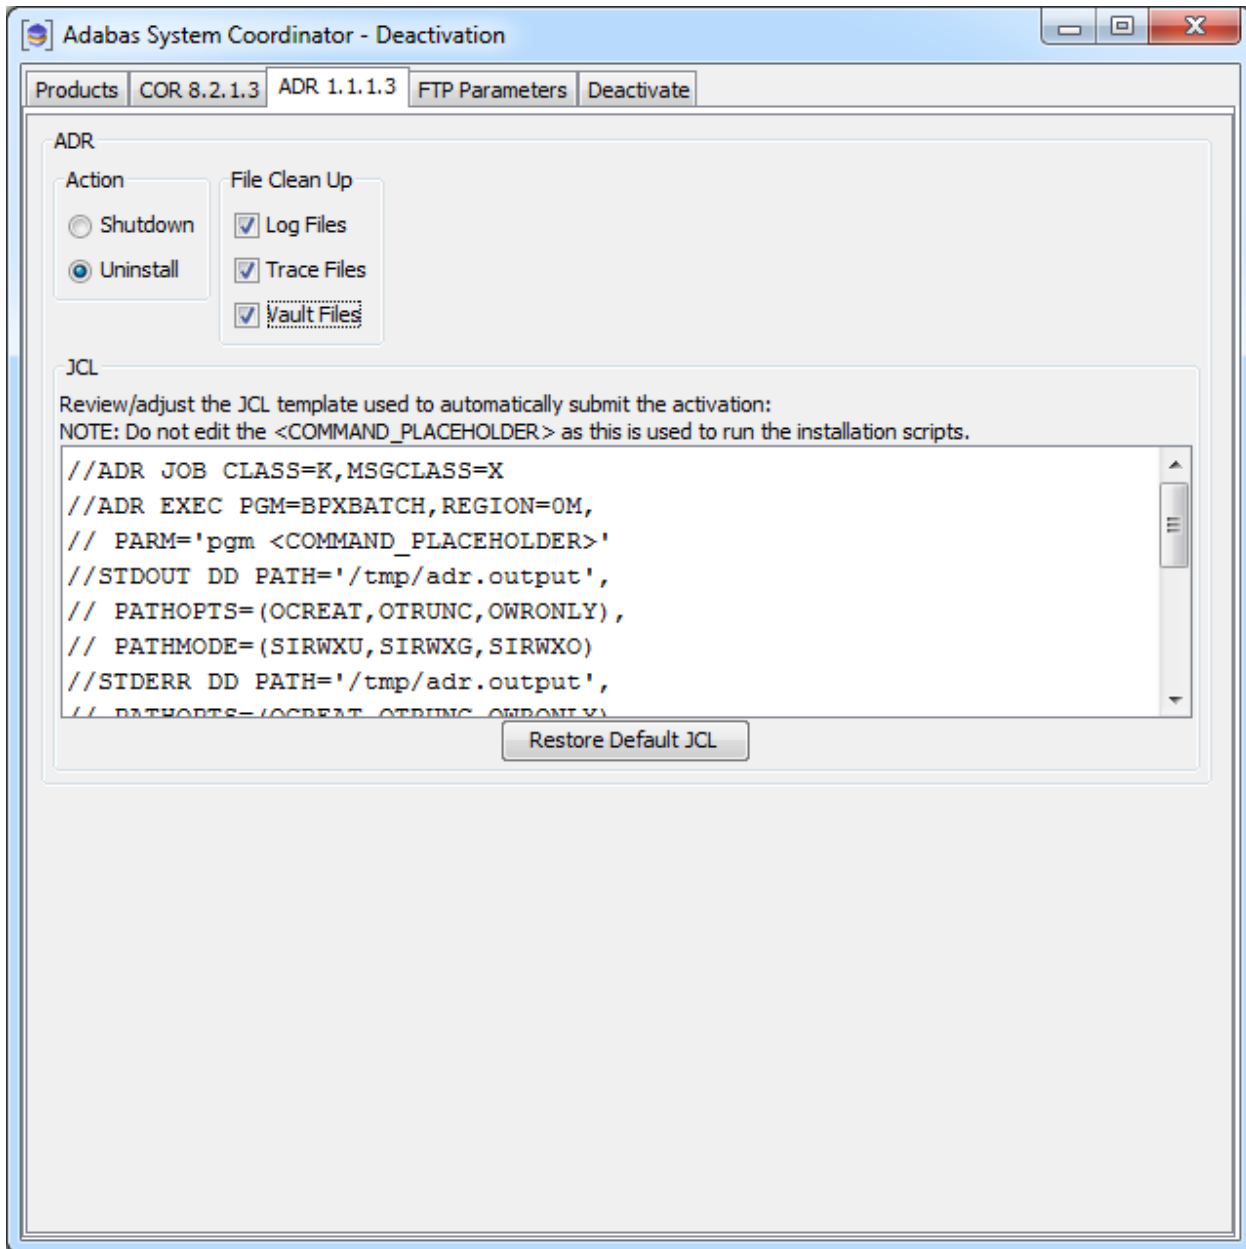 Adabas System Coordinator - Deactivation
Products COR 8.2.1.3 ADR 1.1.1.3 FTP Parameters Deactivate
ADR
Action
Shutdown
Uninstall
File Clean Up
Log Files
Trace Files
Vault Files
JCL
Review/adjust the JCL template used to automatically submit the activation:
NOTE: Do not edit the <COMMAND_PLACEHOLDER> as this is used to run the installation scripts.
//ADR JOB CLASS=K,MSGCLASS=X
//ADR EXEC PGM=BPXBATCH,REGION=0M,
// PARM='pgm <COMMAND_PLACEHOLDER>'
//STDOUT DD PATH='/tmp/adr.output',
// PATHOPTS=(OCREAT,OTRUNC,OWRONLY),
// PATHMODE=(SIRWXU,SIRWXG,SIRWXO)
//STDERR DD PATH='/tmp/adr.output',
// PATHOPTS=(OCREAT,OTRUNC,OWRONLY)
Restore Default JCL